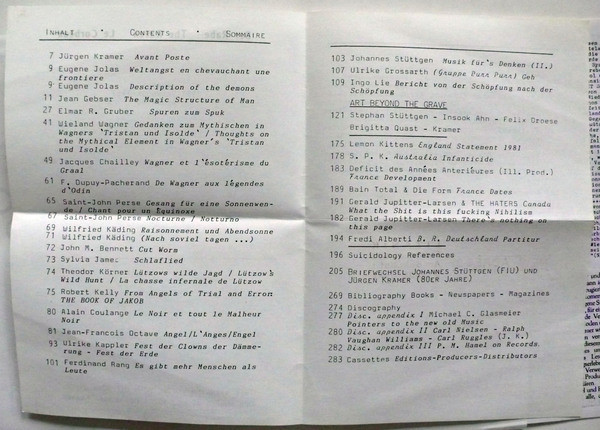 INHALT · CONTENTS · SOMMAIRE
7 Jürgen Kramer Avant Poste
9 Eugene Jolas Weltangst en chevauchant une
frontiere
9 Eugene Jolas Description of the demons
11 Jean Gebser The Magic Structure of Man
27 Elmar R. Gruber Spuren zum Spuk
41 Wieland Wagner Gedanken zum Mythischen in
Wagners 'Tristan und Isolde' / Thoughts on
the Mythical Element in Wagner's 'Tristan
und Isolde'
49 Jacques Chailley Wagner et l'ésotérisme du
Graal
61 F. Dupuy-Pacherand De Wagner aux légendes
d'Odin
65 Saint-John Perse Gesang für eine Sonnenwen-
de / Chant pour un Equinoxe
67 Saint-John Perse Nocturne / Notturno
69 Wilfried Käding Raisonnement und Abendsonne
71 Wilfried Käding (Nach soviel tagen ...)
72 John M. Bennett Cut Worm
73 Sylvia James Schlaflied
74 Theodor Körner Lützows wilde Jagd / Lützow's
Wild Hunt / La chasse infernale de Lützow
75 Robert Kelly From Angels of Trial and Error:
THE BOOK OF JAKOB
80 Alain Coulange Le Noir et tout le Malheur
Noir
81 Jean-Francois Octave Angel/L'Anges/Engel
93 Ulrike Kappler Fest der Clowns der Dämme-
rung - Fest der Erde
101 Ferdinand Rang Es gibt mehr Menschen als
Leute
103 Johannes Stüttgen Musik für's Denken (II.)
107 Ulrike Grossarth (Gruppe Purr Purr) Geh
109 Ingo Lie Bericht von der Schöpfung nach der
Schöpfung
ART BEYOND THE GRAVE
121 Stephan Stüttgen - Insook Ahn - Felix Droese
Brigitta Quast - Kramer
175 Lemon Kittens England Statement 1981
178 S. P. K. Australia Infanticide
183 Deficit des Années Anterieures (Ill. Prod.)
France Development
189 Bain Total & Die Form France Dates
191 Gerald Jupitter-Larsen & THE HATERS Canada
What the Shit is this fucking Nihilism
182 Gerald Jupitter-Larsen There's nothing on
this page
194 Fredi Alberti B. R. Deutschland Partitur
196 Suicidology References
205 BRIEFWECHSEL JOHANNES STÜTTGEN (FIU) UND
JÜRGEN KRAMER (80ER JAHRE)
269 Bibliography Books - Newspapers - Magazines
274 Discography
277 Disc. appendix I Michael C. Glasmeier
Pointers to the new old Music
280 Disc. appendix II Carl Nielsen - Ralph
Vaughan Williams - Carl Ruggles (J. K.)
282 Disc. appendix III P. M. Hamel on Records
283 Cassettes Editions-Producers-Distributors